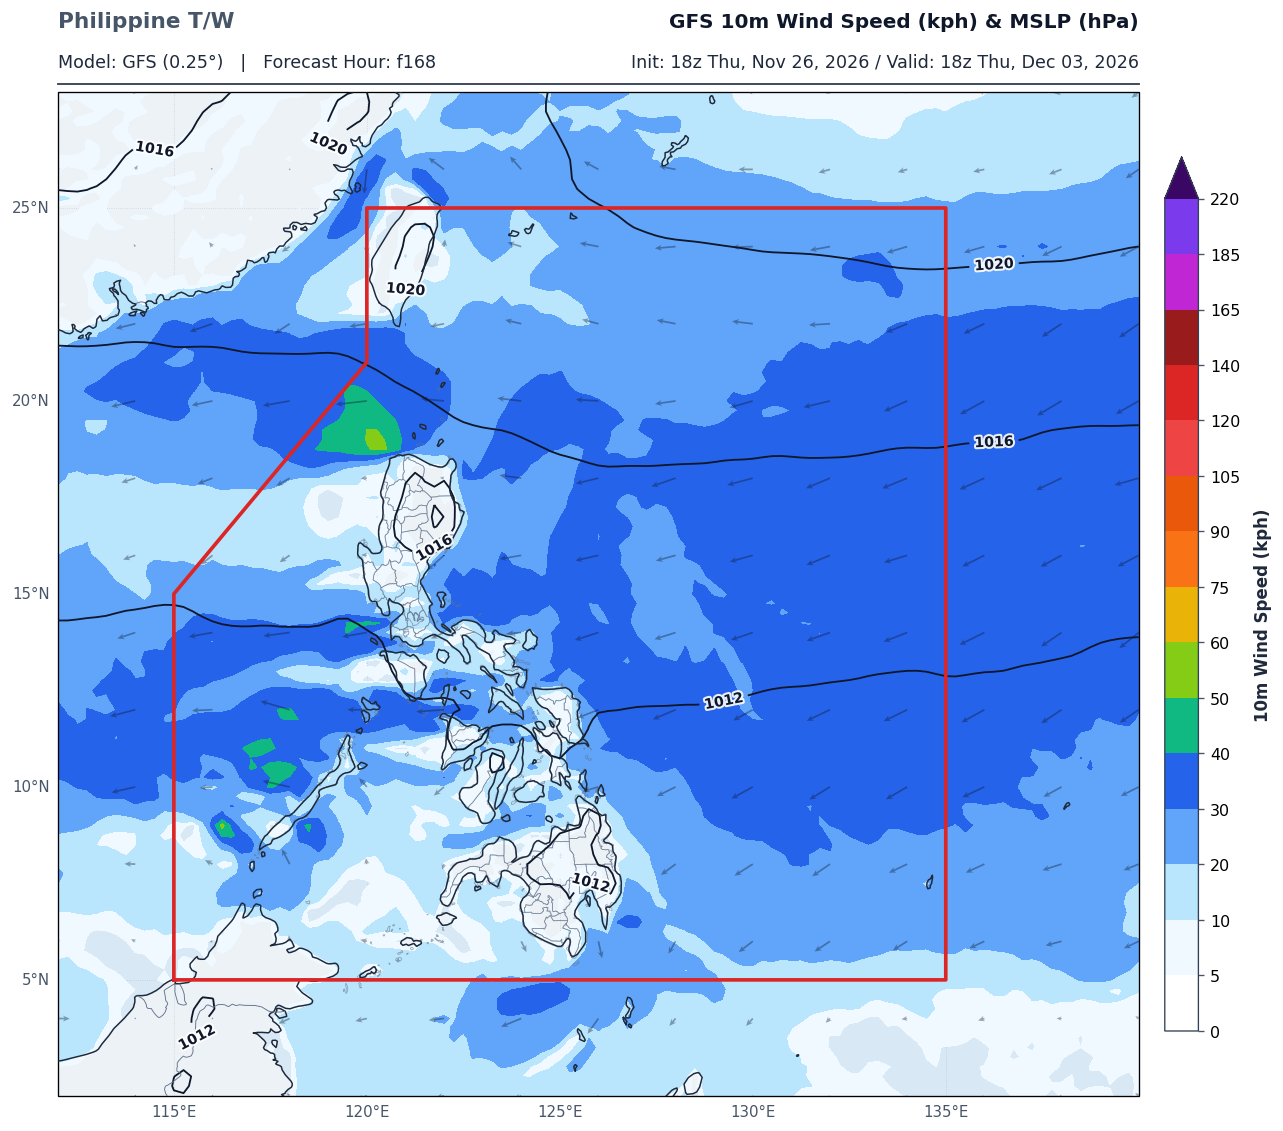 Philippine T/W
GFS 10m Wind Speed (kph) & MSLP (hPa)
Model: GFS (0.25°)   |   Forecast Hour: f168
Init: 18z Thu, Nov 26, 2026 / Valid: 18z Thu, Dec 03, 2026
1016
1020
25°N
1020
1020
20°N
1016
1016
15°N
1012
10°N
1012
5°N
1012
115°E
120°E
125°E
130°E
135°E
220
185
165
140
120
105
90
75
60
50
40
30
20
10
5
0
10m Wind Speed (kph)